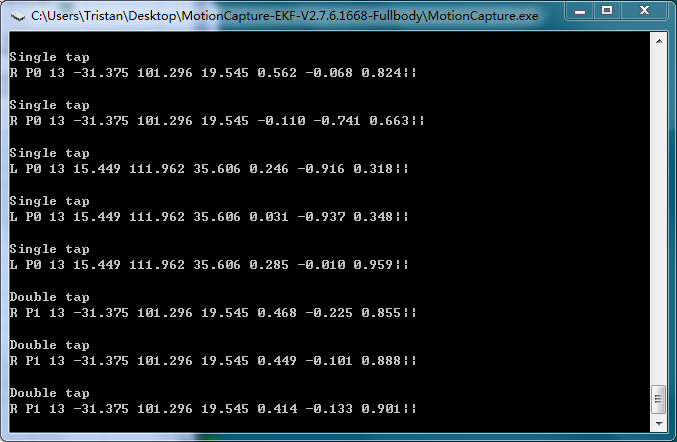 C:\Users\Tristan\Desktop\MotionCapture-EKF-V2.7.6.1668-Fullbody\MotionCapture.exe
Single tap
R P0 13 -31.375 101.296 19.545 0.562 -0.068 0.824||
Single tap
R P0 13 -31.375 101.296 19.545 -0.110 -0.741 0.663||
Single tap
L P0 13 15.449 111.962 35.606 0.246 -0.916 0.318||
Single tap
L P0 13 15.449 111.962 35.606 0.031 -0.937 0.348||
Single tap
L P0 13 15.449 111.962 35.606 0.285 -0.010 0.959||
Double tap
R P1 13 -31.375 101.296 19.545 0.468 -0.225 0.855||
Double tap
R P1 13 -31.375 101.296 19.545 0.449 -0.101 0.888||
Double tap
R P1 13 -31.375 101.296 19.545 0.414 -0.133 0.901||